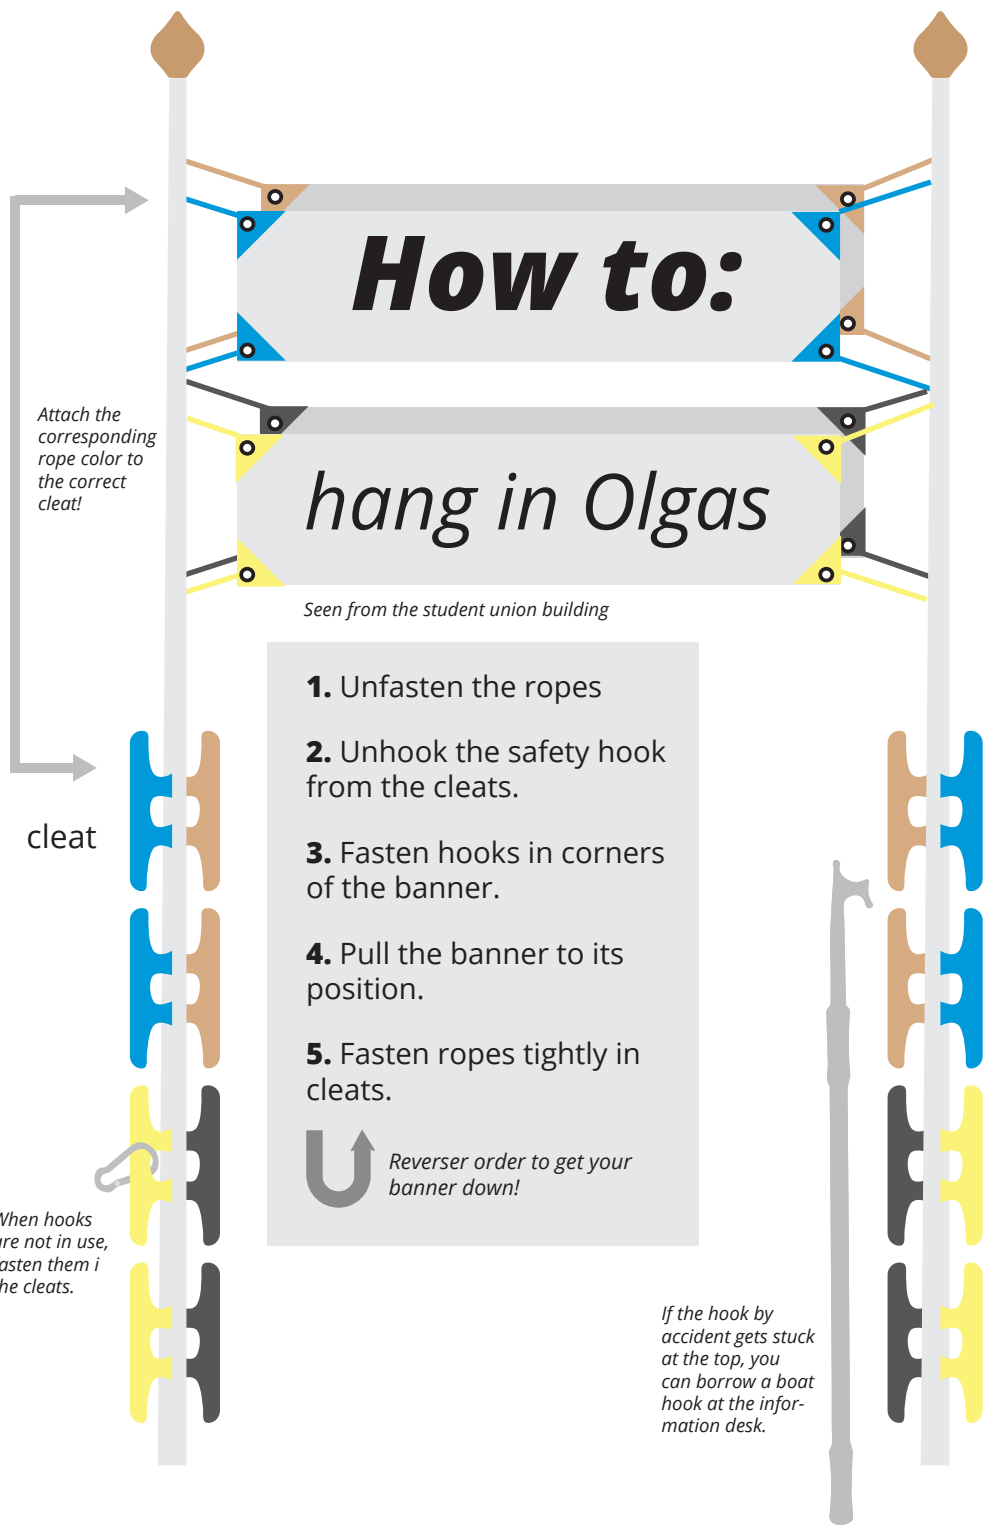 How to:
hang in Olgas
Seen from the student union building
Attach the
corresponding
rope color to
the correct
cleat!
cleat
1. Unfasten the ropes
2. Unhook the safety hook
from the cleats.
3. Fasten hooks in corners
of the banner.
4. Pull the banner to its
position.
5. Fasten ropes tightly in
cleats.
Reverser order to get your
banner down!
When hooks
are not in use,
fasten them i
the cleats.
If the hook by
accident gets stuck
at the top, you
can borrow a boat
hook at the infor-
mation desk.